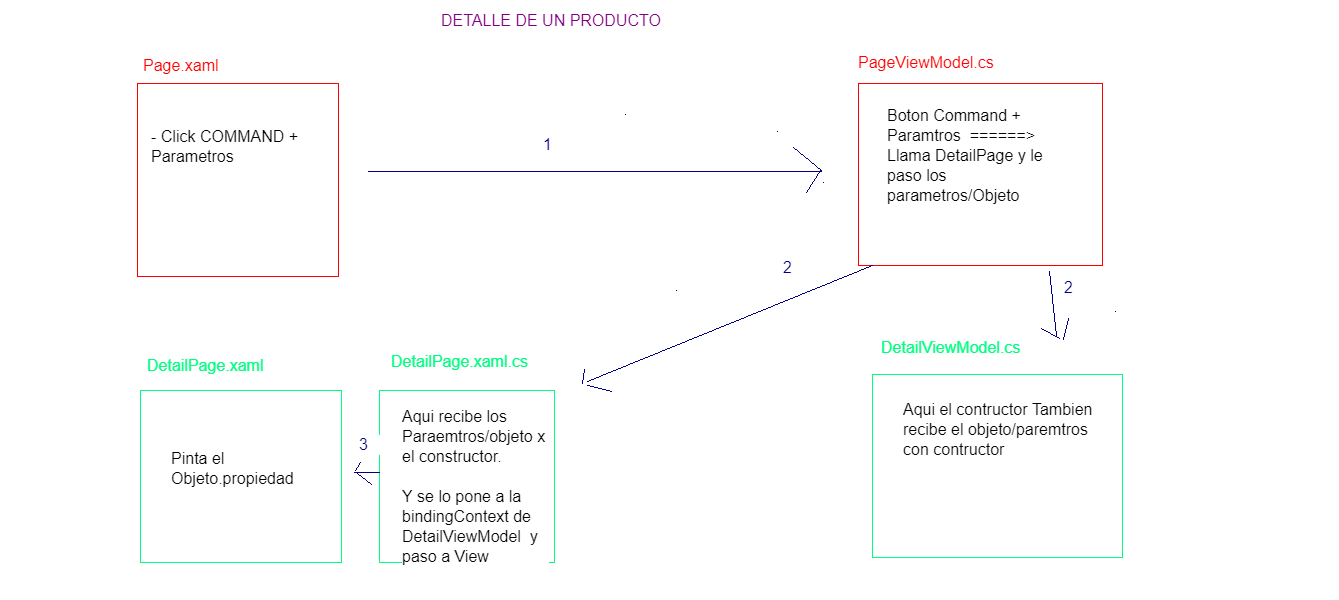 DETALLE DE UN PRODUCTO
Page.xaml
- Click COMMAND +
Parametros
1
PageViewModel.cs
Boton Command +
Paramtros ======>
Llama DetailPage y le
paso los
parametros/Objeto
2
2
DetailPage.xaml
Pinta el
Objeto.propiedad
3
DetailPage.xaml.cs
Aqui recibe los
Paraemtros/objeto x
el constructor.
Y se lo pone a la
bindingContext de
DetailViewModel y
paso a View
DetailViewModel.cs
Aqui el contructor Tambien
recibe el objeto/paremtros
con contructor